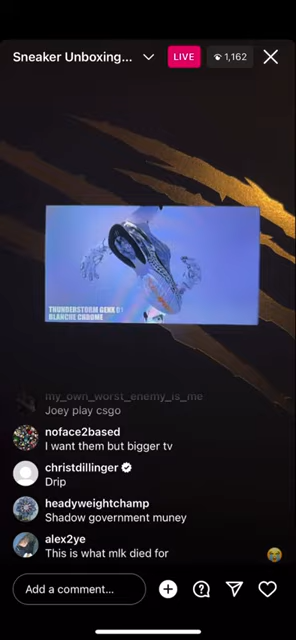 Sneaker Unboxing...
LIVE
1,162
THUNDERSTORM GENX 01
BLANCHE CHROME
my_own_worst_enemy_is_me
Joey play csgo
noface2based
I want them but bigger tv
christdillinger
Drip
headyweightchamp
Shadow government muney
alex2ye
This is what mlk died for
Add a comment...